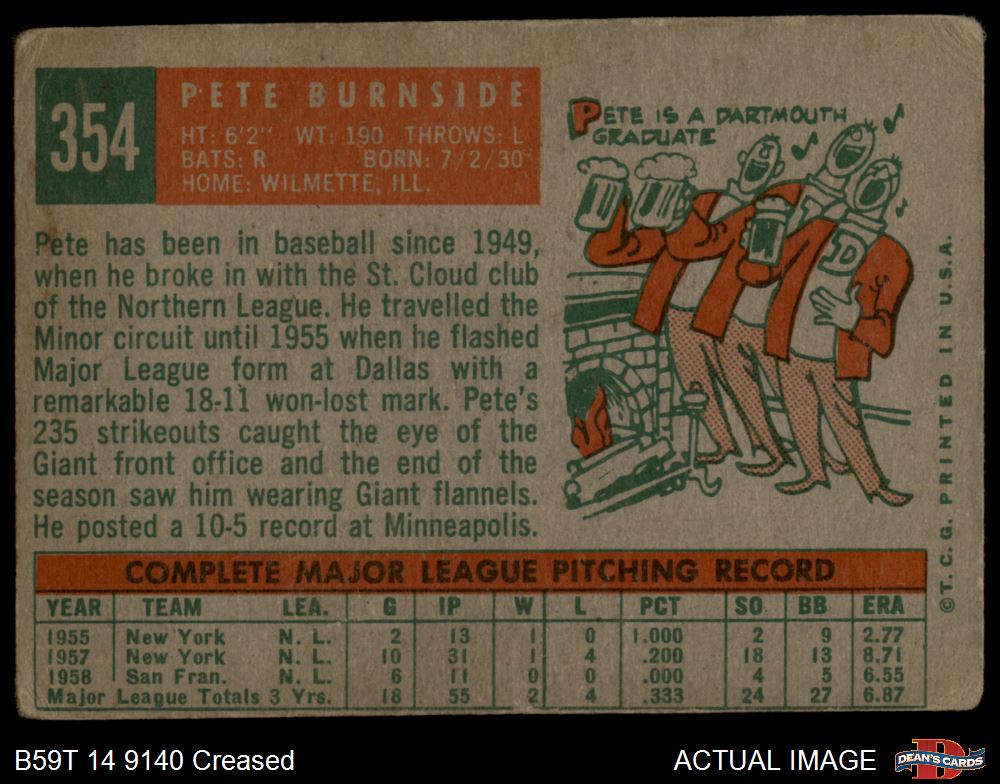 354
PETE BURNSIDE
HT: 6'2" WT: 190 THROWS: L
BATS: R BORN: 7/2/30
HOME: WILMETTE, ILL.
PETE IS A DARTMOUTH
GRADUATE
D
Pete has been in baseball since 1949,
when he broke in with the St. Cloud club
of the Northern League. He travelled the
Minor circuit until 1955 when he flashed
Major League form at Dallas with a
remarkable 18-11 won-lost mark. Pete's
235 strikeouts caught the eye of the
Giant front office and the end of the
season saw him wearing Giant flannels.
He posted a 10-5 record at Minneapolis.
COMPLETE MAJOR LEAGUE PITCHING RECORD
YEAR TEAM LEA. G IP W L PCT SO BB ERA
1955 New York N. L. 2 13 1 0 1.000 2 9 2.77
1957 New York N. L. 10 31 1 4 .200 18 13 8.71
1958 San Fran. N. L. 6 11 0 0 .000 4 5 6.55
Major League Totals 3 Yrs. 18 55 2 4 .333 24 27 6.87
© T. C. G. PRINTED IN U.S.A.
B59T 14 9140 Creased
ACTUAL IMAGE
D
DEAN'S CARDS